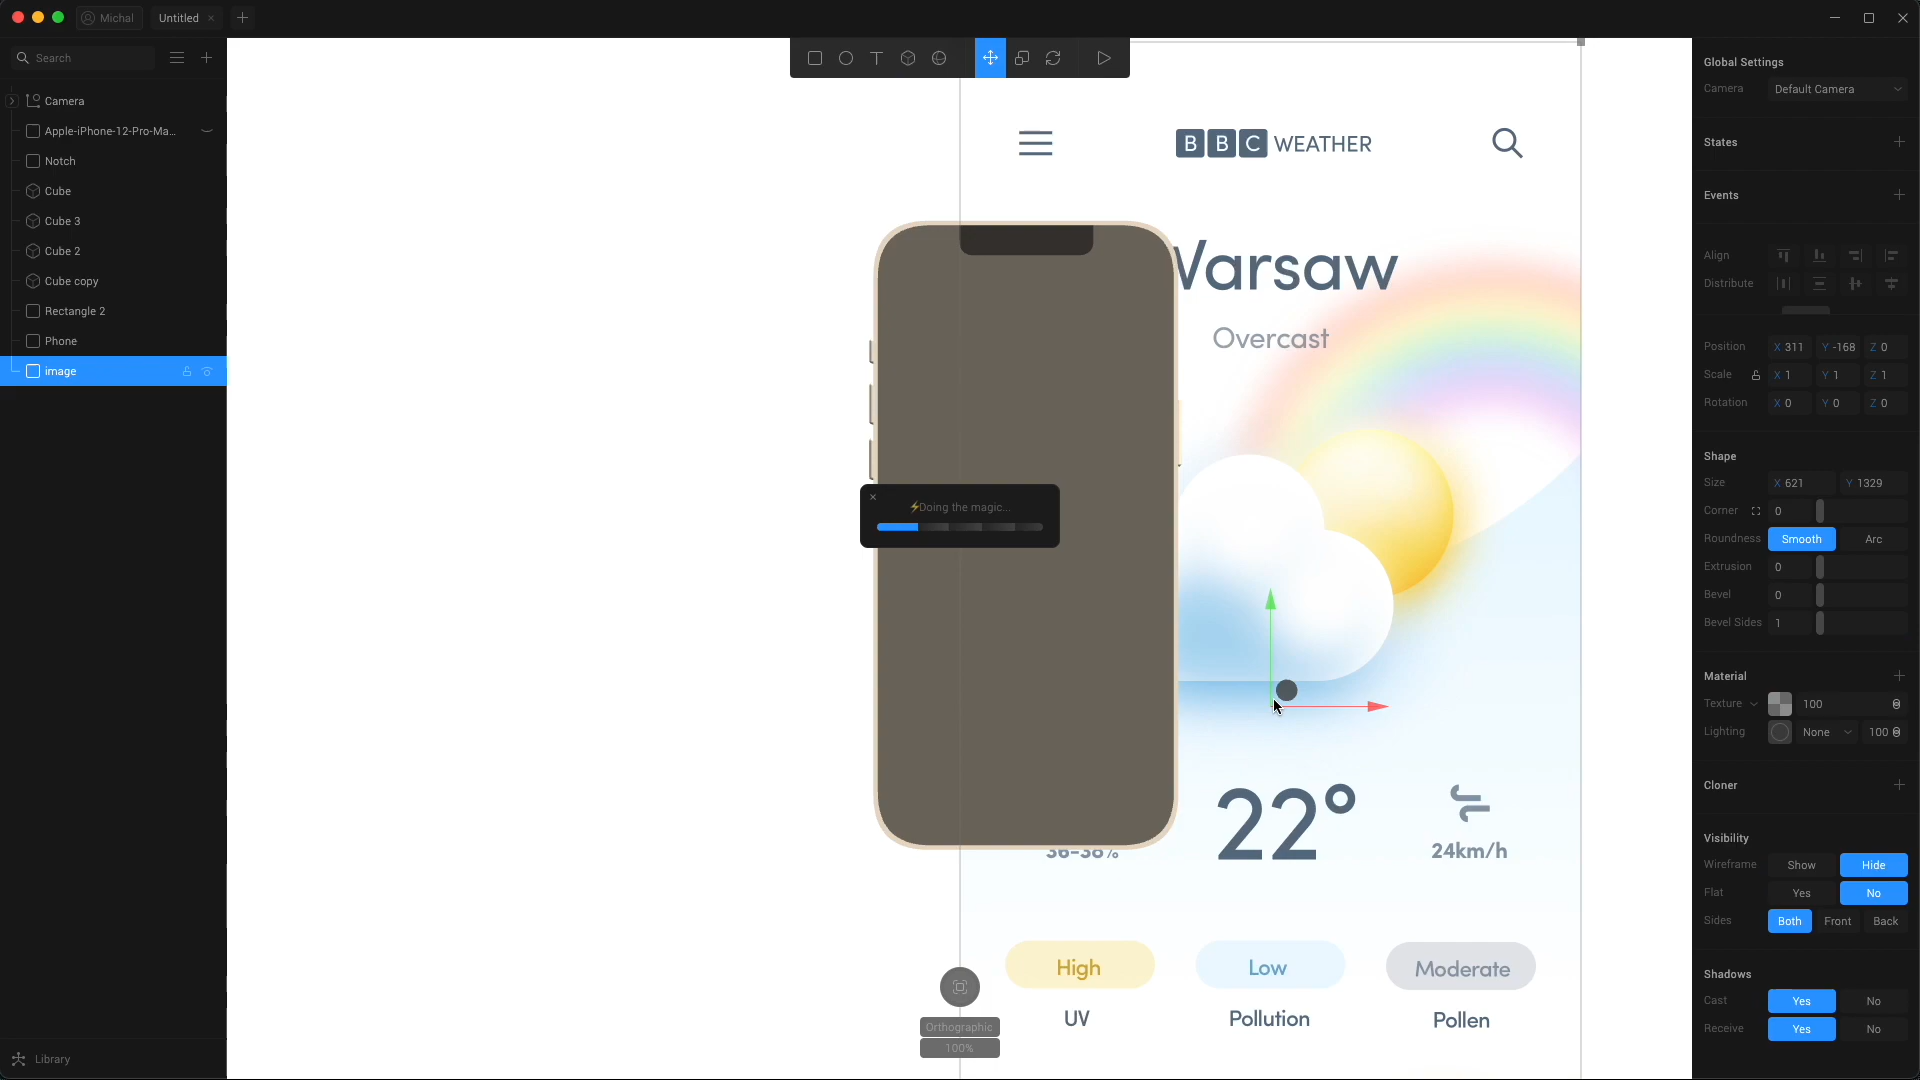 Michal
Untitled
Search
Camera
Apple-iPhone-12-Pro-Ma...
Notch
Cube
Cube 3
Cube 2
Cube copy
Rectangle 2
Phone
image
Library
BBC WEATHER
Warsaw
Overcast
⚡Doing the magic...
36-38%
22°
24km/h
High
Low
Moderate
UV
Pollution
Pollen
Orthographic
100%
Global Settings
Camera Default Camera
States
Events
Align
Distribute
Position X 311 Y -168 Z 0
Scale X 1 Y 1 Z 1
Rotation X 0 Y 0 Z 0
Shape
Size X 621 Y 1329
Corner 0
Roundness Smooth Arc
Extrusion 0
Bevel 0
Bevel Sides 1
Material
Texture 100
Lighting None 100
Cloner
Visibility
Wireframe Show Hide
Flat Yes No
Sides Both Front Back
Shadows
Cast Yes No
Receive Yes No